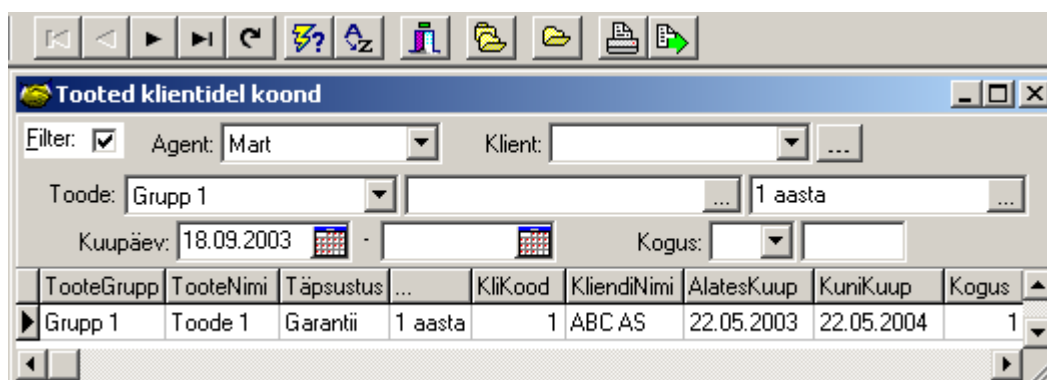 Tooted klientidel koond
Filter: Agent: Mart Klient: ...
Toode: Grupp 1 ... 1 aasta ...
Kuupäev: 18.09.2003 - Kogus:
TooteGrupp TooteNimi Täpsustus ... KliKood KliendiNimi AlatesKuup KuniKuup Kogus
Grupp 1 Toode 1 Garantii 1 aasta 1 ABC AS 22.05.2003 22.05.2004 1